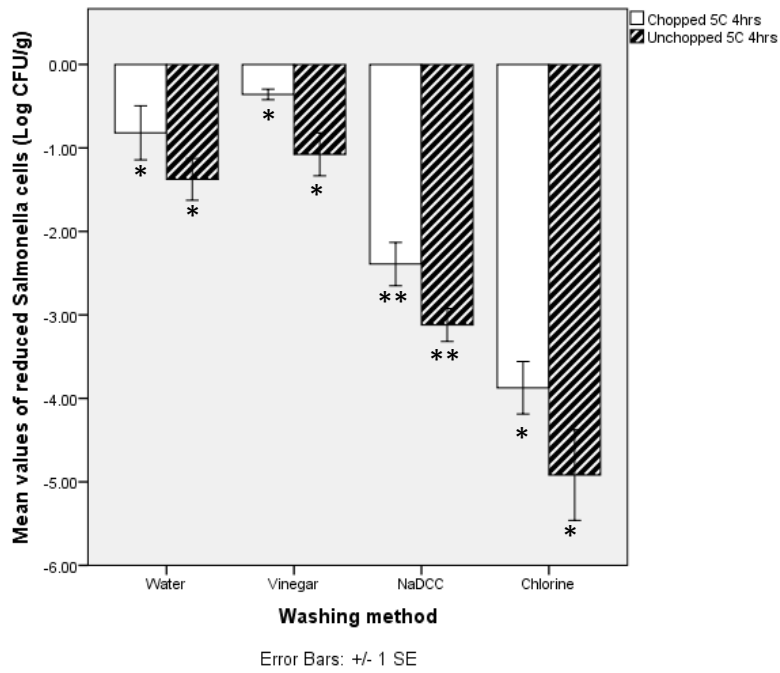 Chopped 5C 4hrs
Unchopped 5C 4hrs
Mean values of reduced Salmonella cells (Log CFU/g)
0.00
-1.00
-2.00
-3.00
-4.00
-5.00
-6.00
*
*
*
*
**
**
*
*
Water Vinegar NaDCC Chlorine
Washing method
Error Bars: +/- 1 SE